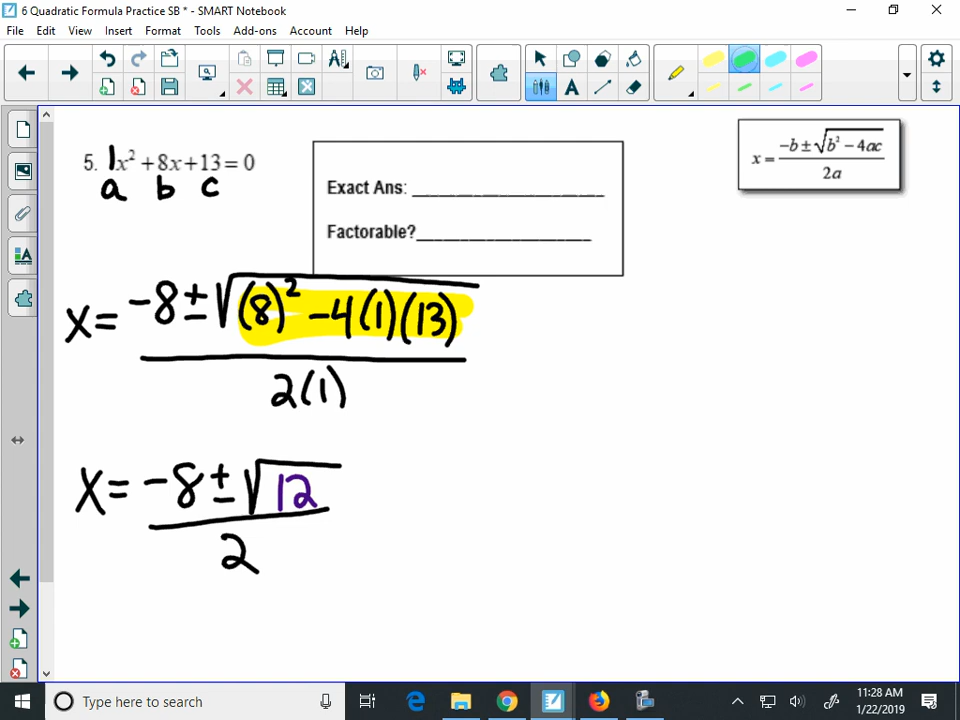 6 Quadratic Formula Practice SB * - SMART Notebook
File Edit View Insert Format Tools Add-ons Account Help
5. 1x² + 8x + 13 = 0
a b c
Exact Ans: ____________________
Factorable?__________________
x = (-b ± √(b² - 4ac)) / 2a
x = (-8 ± √((8)² - 4(1)(13))) / 2(1)
x = (-8 ± √12) / 2
Type here to search
11:28 AM
1/22/2019